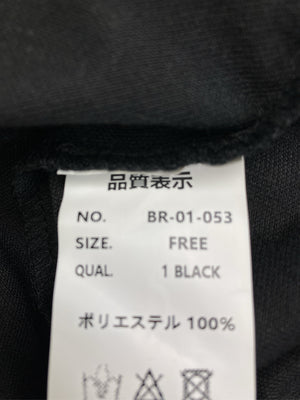 品質表示
NO. BR-01-053
SIZE. FREE
QUAL. 1 BLACK
ポリエステル 100%